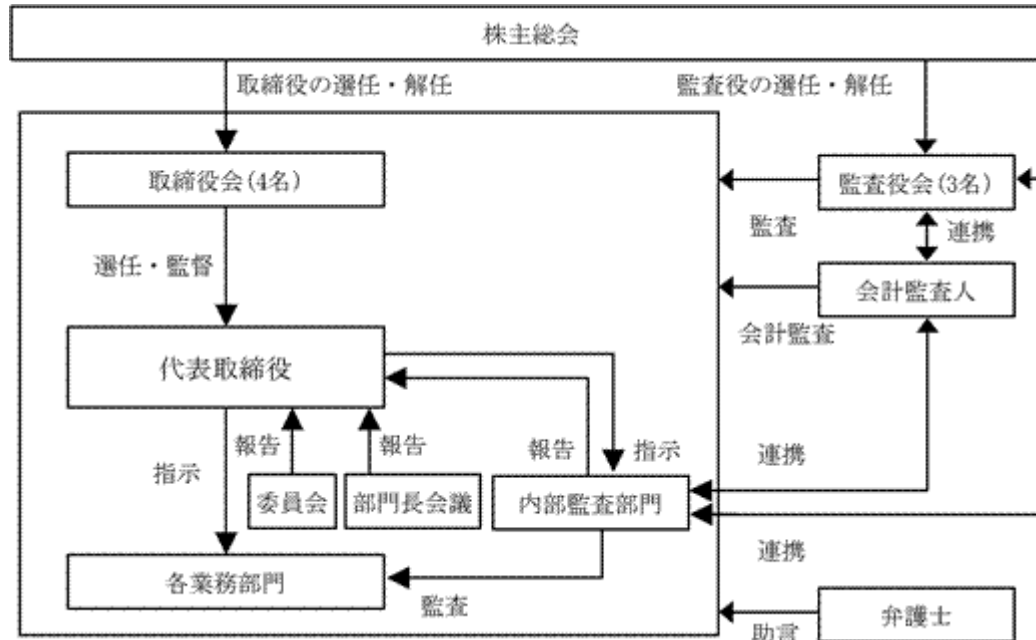 株主総会
取締役の選任・解任
監査役の選任・解任
取締役会(4名)
監査役会(3名)
監査
連携
選任・監督
会計監査人
会計監査
代表取締役
報告
報告
報告
指示
指示
連携
委員会
部門長会議
内部監査部門
連携
各業務部門
監査
弁護士
助言